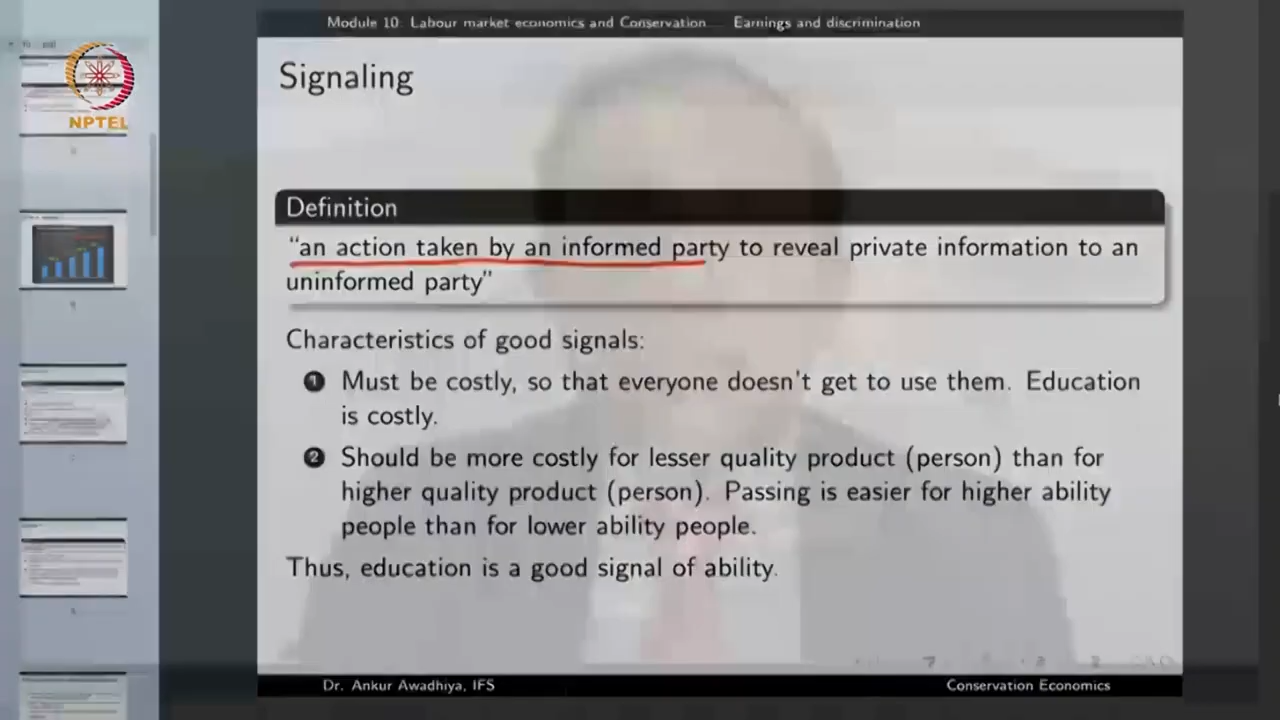 Module 10: Labour market economics and Conservation Earnings and discrimination
NPTEL
Signaling
Definition
“an action taken by an informed party to reveal private information to an
uninformed party”
Characteristics of good signals:
1 Must be costly, so that everyone doesn't get to use them. Education
is costly.
2 Should be more costly for lesser quality product (person) than for
higher quality product (person). Passing is easier for higher ability
people than for lower ability people.
Thus, education is a good signal of ability.
Dr. Ankur Awadhiya, IFS Conservation Economics